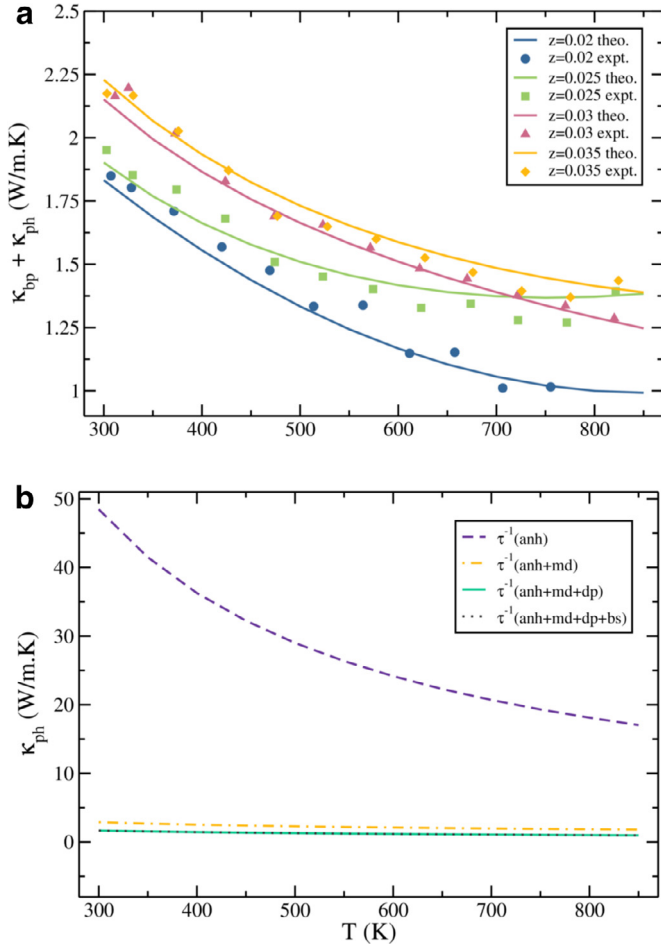 a
2.5
2.25
2
1.75
1.5
1.25
1
κbp + κph (W/m.K)
z=0.02 theo.
z=0.02 expt.
z=0.025 theo.
z=0.025 expt.
z=0.03 theo.
z=0.03 expt.
z=0.035 theo.
z=0.035 expt.
300 400 500 600 700 800
b
50
40
30
20
10
0
κph (W/m.K)
τ-1(anh)
τ-1(anh+md)
τ-1(anh+md+dp)
τ-1(anh+md+dp+bs)
300 400 500 600 700 800
T (K)